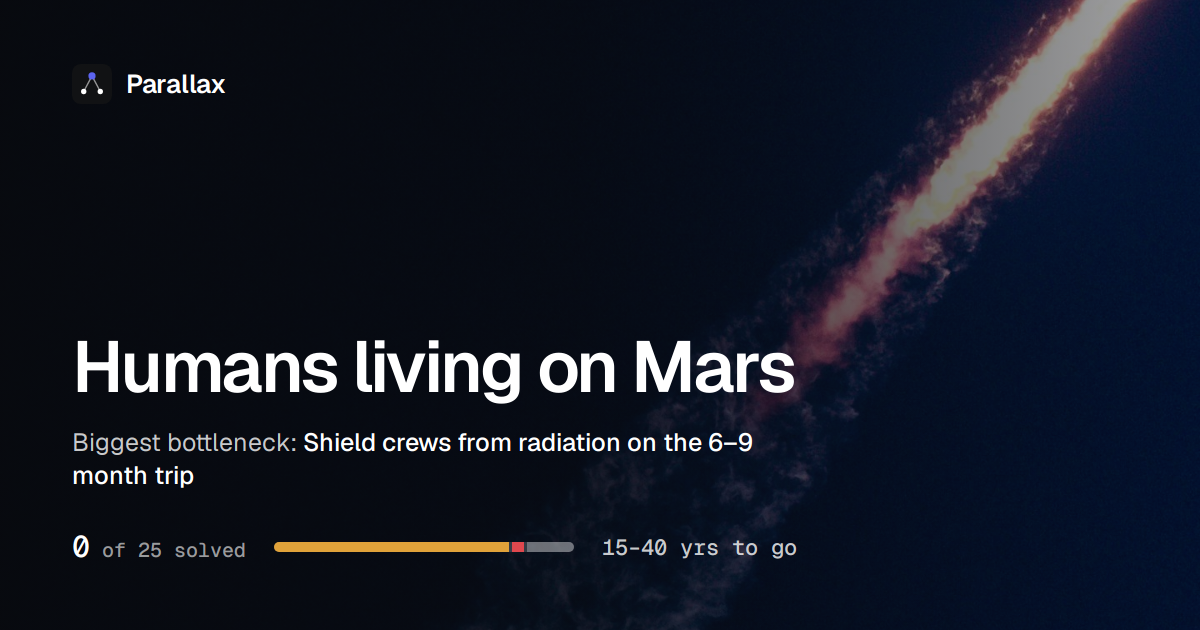 Parallax
Humans living on Mars
Biggest bottleneck: Shield crews from radiation on the 6–9
month trip
0 of 25 solved
15–40 yrs to go